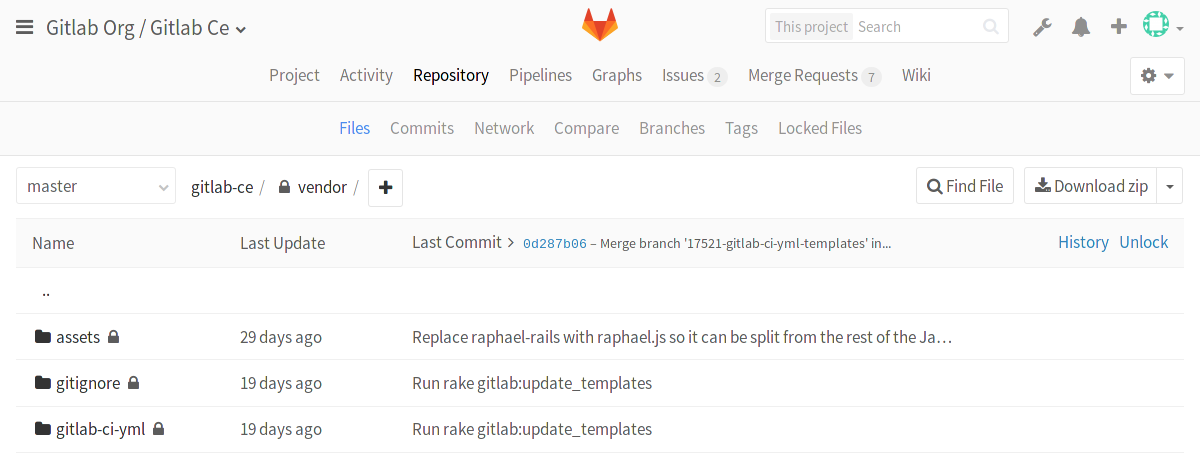 Gitlab Org / Gitlab Ce
This project Search
Project Activity Repository Pipelines Graphs Issues 2 Merge Requests 7 Wiki
Files Commits Network Compare Branches Tags Locked Files
master gitlab-ce / vendor / Find File Download zip
Name Last Update Last Commit > 0d287b06 – Merge branch '17521-gitlab-ci-yml-templates' in... History Unlock
..
assets 29 days ago Replace raphael-rails with raphael.js so it can be split from the rest of the Ja…
gitignore 19 days ago Run rake gitlab:update_templates
gitlab-ci-yml 19 days ago Run rake gitlab:update_templates